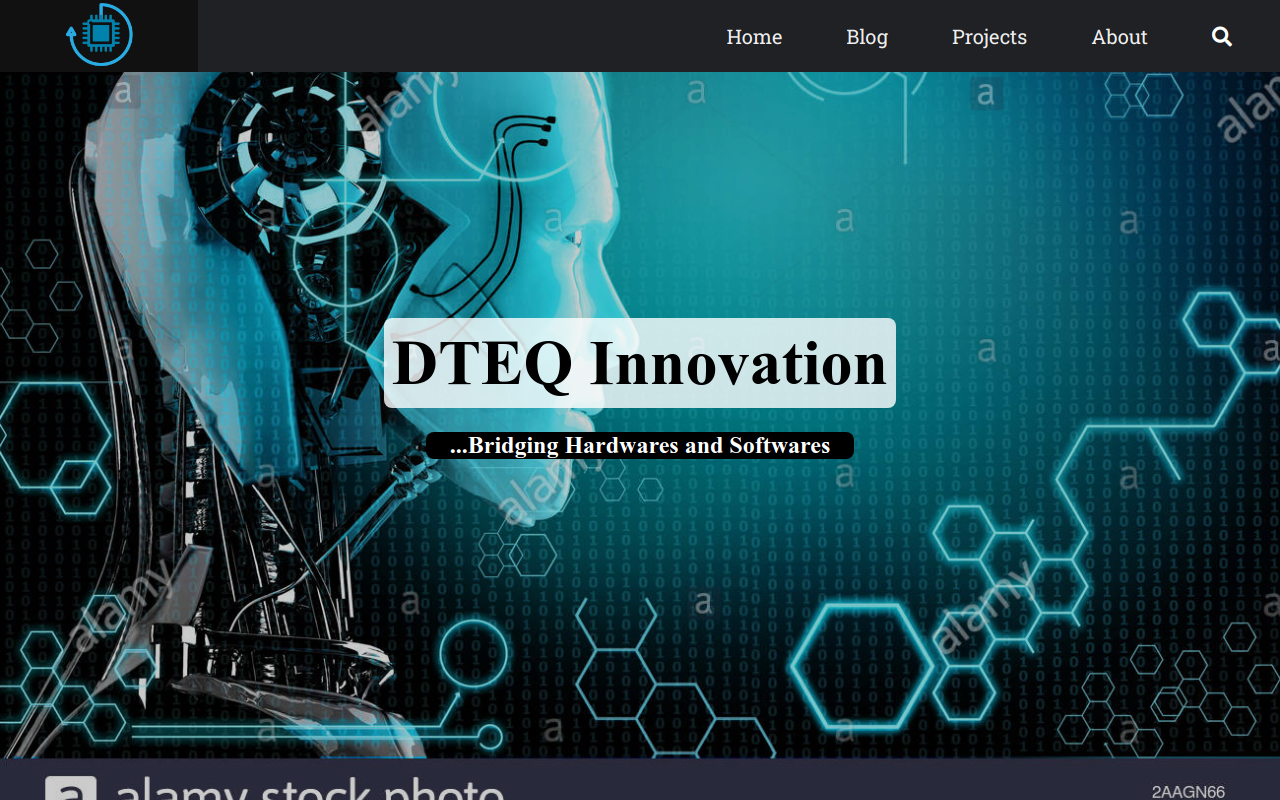 Home Blog Projects About
a alamy a a alamy
a a a a
a a a
DTEQ Innovation
...Bridging Hardwares and Softwares
a alamy a a
alamy a a alamy a
a a a a
a alamy stock photo 2AAGN66